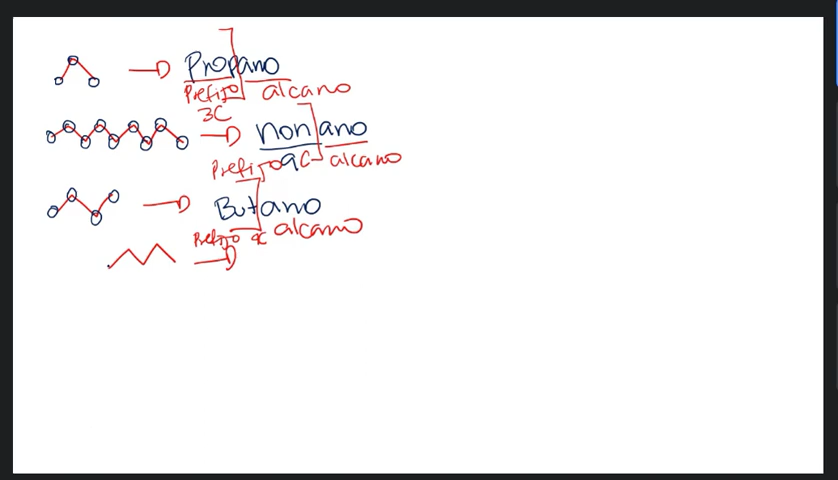 Propano
Prefijo alcano
3C
nonano
Prefijo 9C alcano
Butano
Prefijo 4C alcano